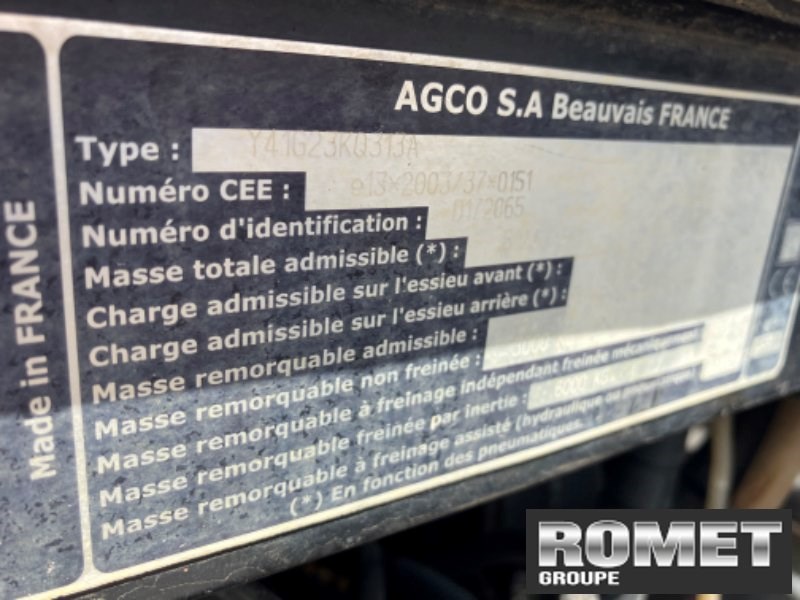 AGCO S.A Beauvais FRANCE
Type : Y41G23KQ313A
Numéro CEE : e13*2003/37*0151
Numéro d'identification : 01/2065
Masse totale admissible (*) :
Charge admissible sur l'essieu avant (*) :
Charge admissible sur l'essieu arrière (*) :
Masse remorquable admissible :
Masse remorquable non freinée :
Masse remorquable à freinage indépendant freinée mécaniquement
Masse remorquable freinée par inertie :
Masse remorquable à freinage assisté (hydraulique ou pneumatique)
(*) En fonction des pneumatiques.
Made in FRANCE
ROMET
GROUPE